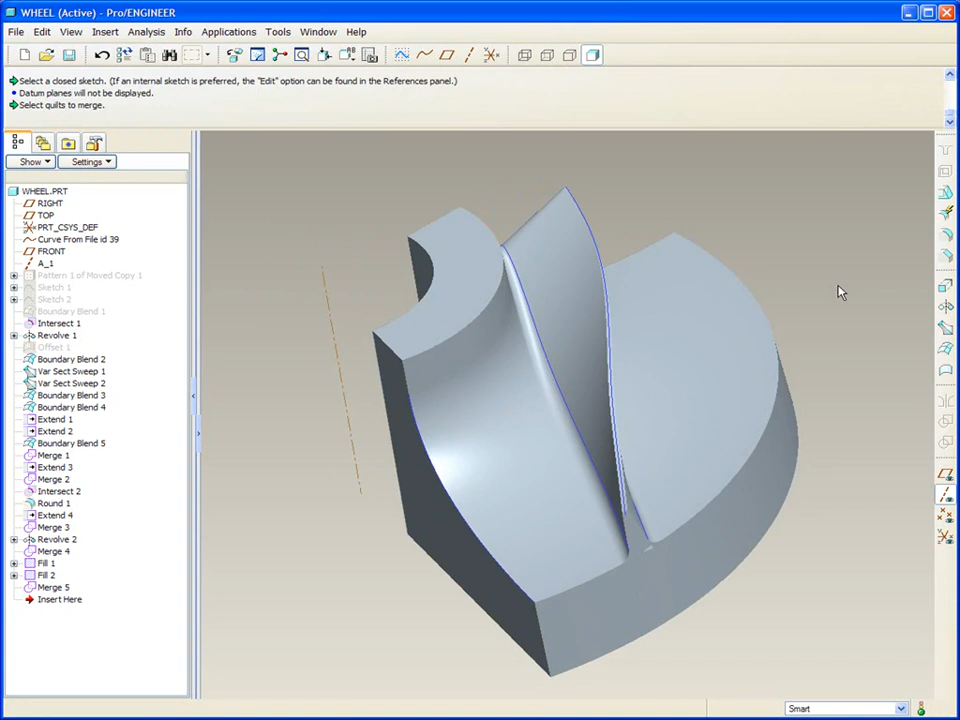 WHEEL (Active) - Pro/ENGINEER
File Edit View Insert Analysis Info Applications Tools Window Help
Select a closed sketch. (If an internal sketch is preferred, the "Edit" option can be found in the References panel.)
Datum planes will not be displayed.
Select quilts to merge.
Show Settings
WHEEL.PRT
RIGHT
TOP
PRT_CSYS_DEF
Curve From File id 39
FRONT
A_1
Pattern 1 of Moved Copy 1
Sketch 1
Sketch 2
Boundary Blend 1
Intersect 1
Revolve 1
Offset 1
Boundary Blend 2
Var Sect Sweep 1
Var Sect Sweep 2
Boundary Blend 3
Boundary Blend 4
Extend 1
Extend 2
Boundary Blend 5
Merge 1
Extend 3
Merge 2
Intersect 2
Round 1
Extend 4
Merge 3
Revolve 2
Merge 4
Fill 1
Fill 2
Merge 5
Insert Here
Smart